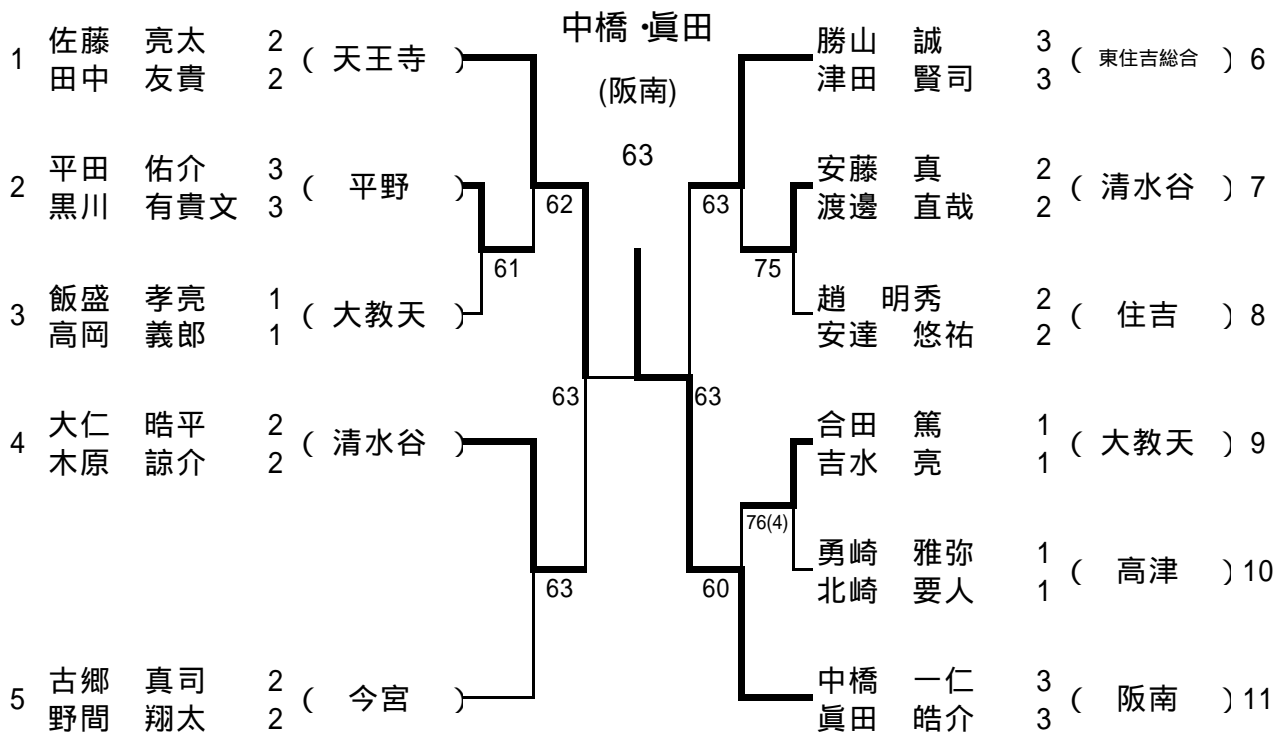 中橋・眞田
(阪南)
63
1 佐藤 亮太 2
田中 友貴 2
( 天王寺 )
2 平田 佑介 3
黒川 有貴文 3
( 平野 )
3 飯盛 孝亮 1
高岡 義郎 1
( 大教天 )
4 大仁 晧平 2
木原 諒介 2
( 清水谷 )
5 古郷 真司 2
野間 翔太 2
( 今宮 )
62
61
63
63
勝山 誠 3
津田 賢司 3
( 東住吉総合 ) 6
安藤 真 2
渡邊 直哉 2
( 清水谷 ) 7
趙 明秀 2
安達 悠祐 2
( 住吉 ) 8
合田 篤 1
吉水 亮 1
( 大教天 ) 9
勇崎 雅弥 1
北崎 要人 1
( 高津 ) 10
中橋 一仁 3
眞田 皓介 3
( 阪南 ) 11
63
75
63
76(4)
60